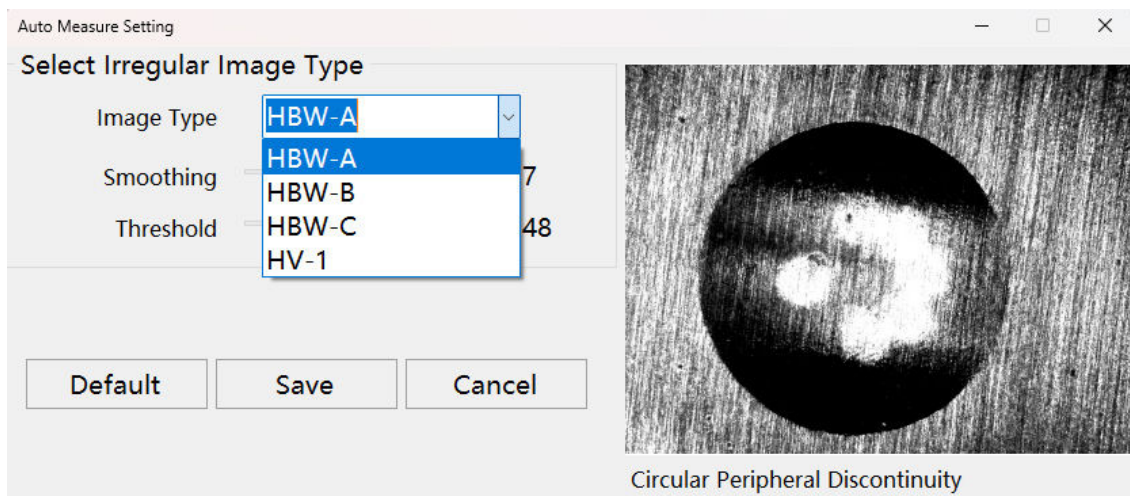 Auto Measure Setting
Select Irregular Image Type
Image Type
HBW-A
HBW-A
HBW-B
HBW-C
HV-1
Smoothing
7
Threshold
48
Default
Save
Cancel
Circular Peripheral Discontinuity